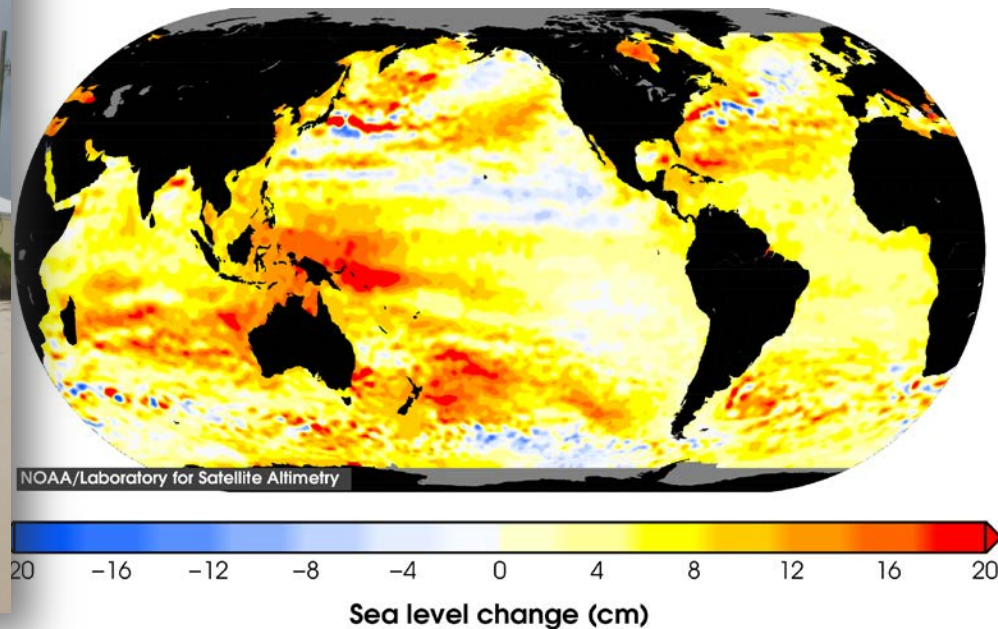 NOAA/Laboratory for Satellite Altimetry
20 −16 −12 −8 −4 0 4 8 12 16 20
Sea level change (cm)